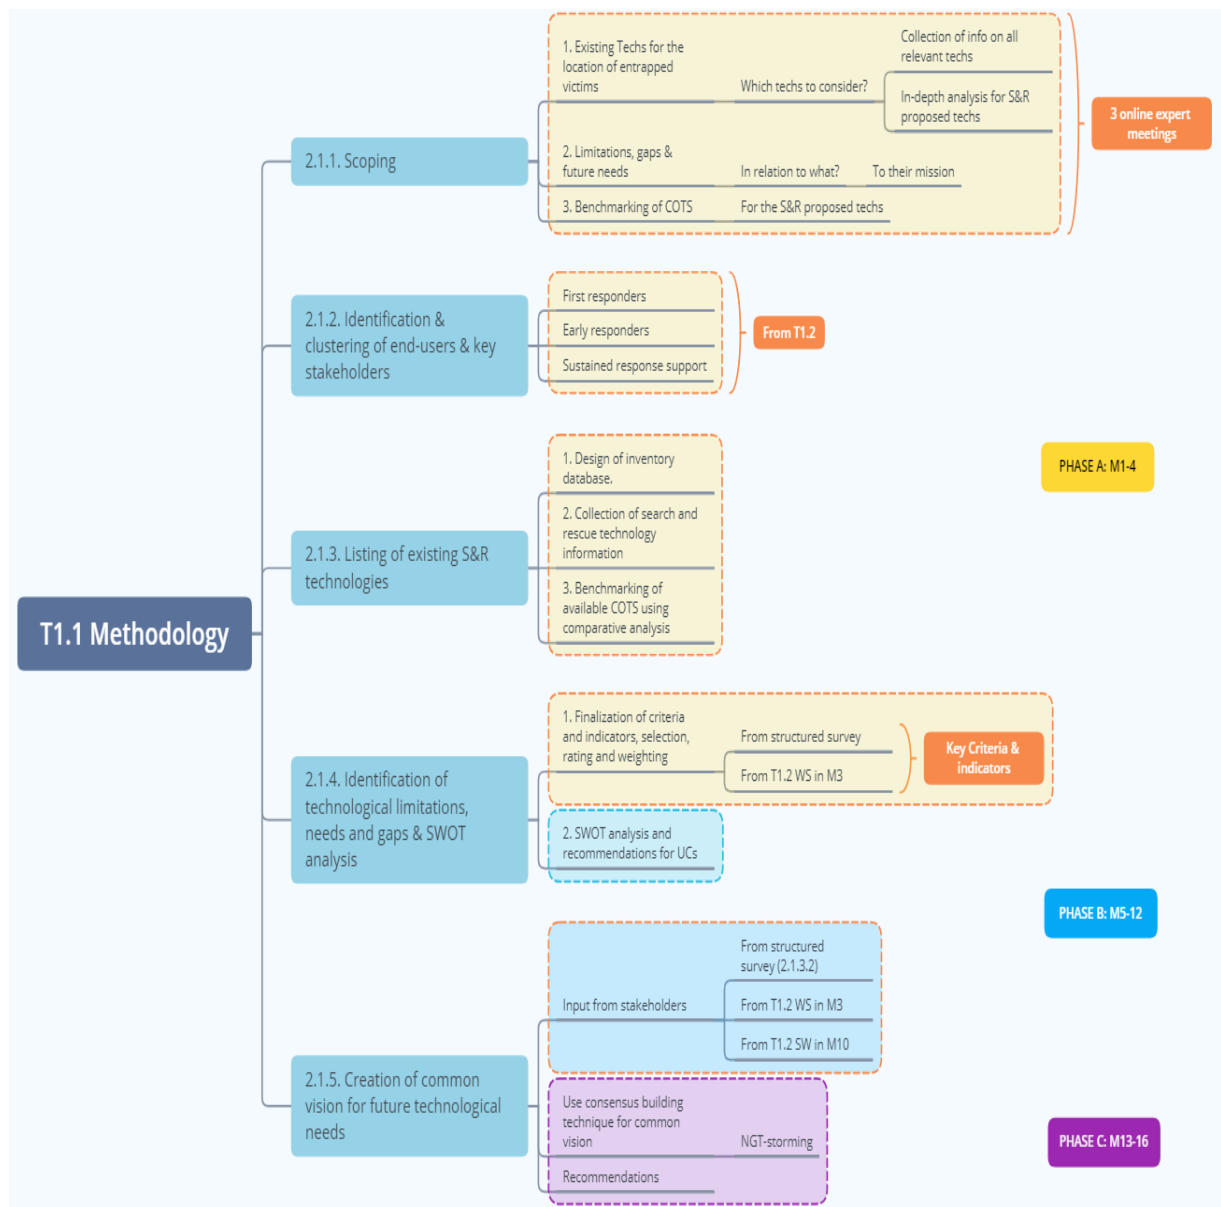 T1.1 Methodology
2.1.1. Scoping
1. Existing Techs for the
location of entrapped
victims
Which techs to consider?
Collection of info on all
relevant techs
In-depth analysis for S&R
proposed techs
2. Limitations, gaps &
future needs
In relation to what?
To their mission
3. Benchmarking of COTS
For the S&R proposed techs
3 online expert
meetings
2.1.2. Identification &
clustering of end-users & key
stakeholders
First responders
Early responders
Sustained response support
From T1.2
2.1.3. Listing of existing S&R
technologies
1. Design of inventory
database.
2. Collection of search and
rescue technology
information
3. Benchmarking of
available COTS using
comparative analysis
PHASE A: M1-4
2.1.4. Identification of
technological limitations,
needs and gaps & SWOT
analysis
1. Finalization of criteria
and indicators, selection,
rating and weighting
From structured survey
From T1.2 WS in M3
Key Criteria &
indicators
2. SWOT analysis and
recommendations for UCs
PHASE B: M5-12
2.1.5. Creation of common
vision for future technological
needs
Input from stakeholders
From structured
survey (2.1.3.2)
From T1.2 WS in M3
From T1.2 SW in M10
Use consensus building
technique for common
vision
NGT-storming
Recommendations
PHASE C: M13-16